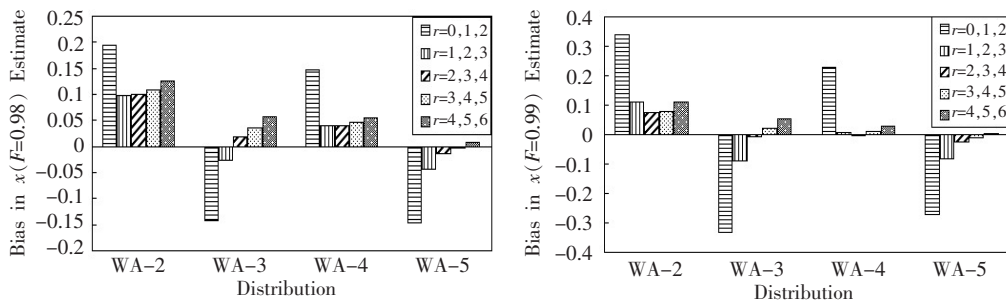 Bias in x(F=0.98) Estimate
0.25
0.2
0.15
0.1
0.05
0
−0.05
−0.1
−0.15
−0.2
r=0,1,2
r=1,2,3
r=2,3,4
r=3,4,5
r=4,5,6
WA−2 WA−3 WA−4 WA−5
Distribution
Bias in x(F=0.99) Estimate
0.4
0.3
0.2
0.1
0
−0.1
−0.2
−0.3
−0.4
r=0,1,2
r=1,2,3
r=2,3,4
r=3,4,5
r=4,5,6
WA−2 WA−3 WA−4 WA−5
Distribution